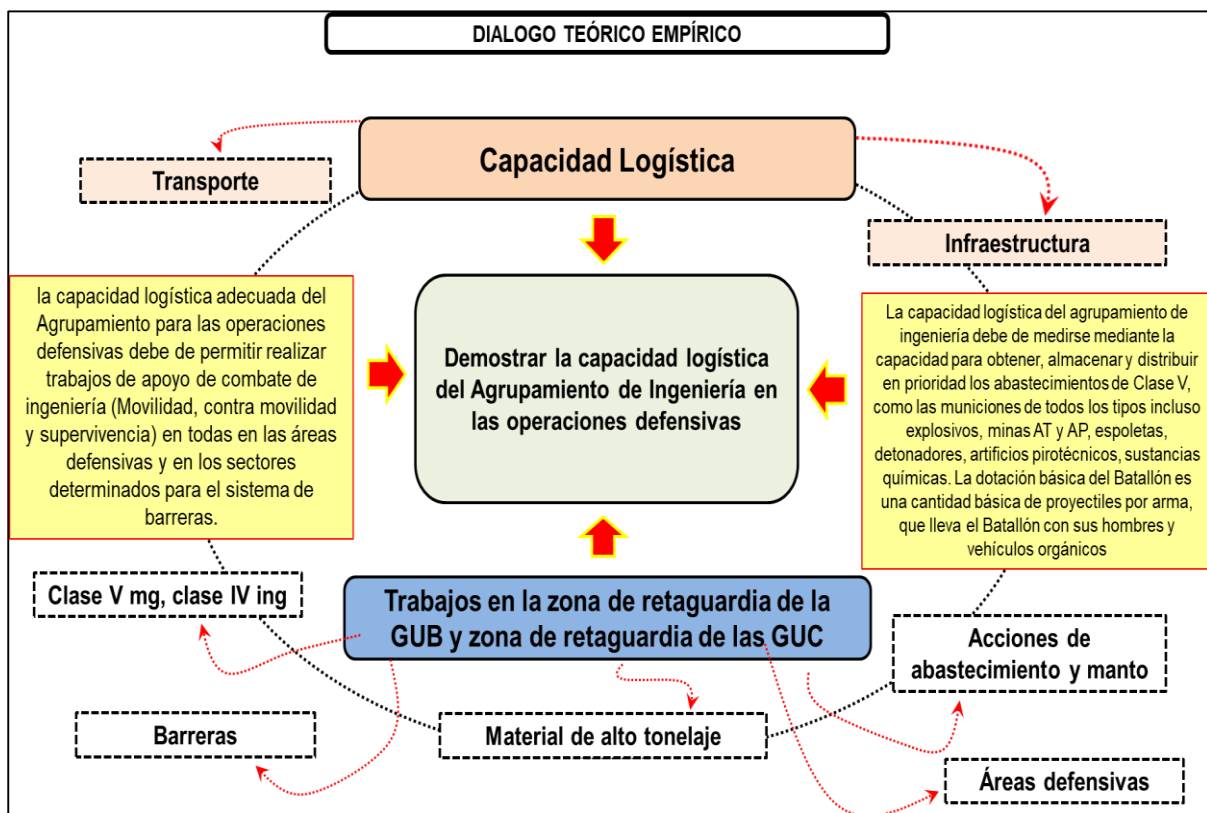 DIALOGO TEÓRICO EMPÍRICO
Capacidad Logística
Transporte
Infraestructura
la capacidad logística adecuada del
Agrupamiento para las operaciones
defensivas debe de permitir realizar
trabajos de apoyo de combate de
ingeniería (Movilidad, contra movilidad
y supervivencia) en todas en las áreas
defensivas y en los sectores
determinados para el sistema de
barreras.
Demostrar la capacidad logística
del Agrupamiento de Ingeniería en
las operaciones defensivas
La capacidad logística del agrupamiento de
ingeniería debe de medirse mediante la
capacidad para obtener, almacenar y distribuir
en prioridad los abastecimientos de Clase V,
como las municiones de todos los tipos incluso
explosivos, minas AT y AP, espoletas,
detonadores, artificios pirotécnicos, sustancias
químicas. La dotación básica del Batallón es
una cantidad básica de proyectiles por arma,
que lleva el Batallón con sus hombres y
vehículos orgánicos
Clase V mg, clase IV ing
Trabajos en la zona de retaguardia de la
GUB y zona de retaguardia de las GUC
Acciones de
abastecimiento y manto
Barreras
Material de alto tonelaje
Áreas defensivas